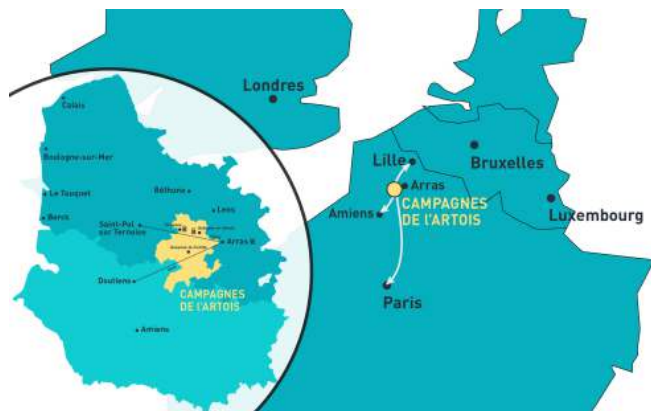 Londres
Calais
Boulogne-sur-Mer
Le Touquet
Berck
Béthune
Lens
Saint-Pol
sur Ternoise
Arras
Doullens
CAMPAGNES
DE L'ARTOIS
Amiens
Lille
Bruxelles
Arras
CAMPAGNES
DE L'ARTOIS
Amiens
Luxembourg
Paris